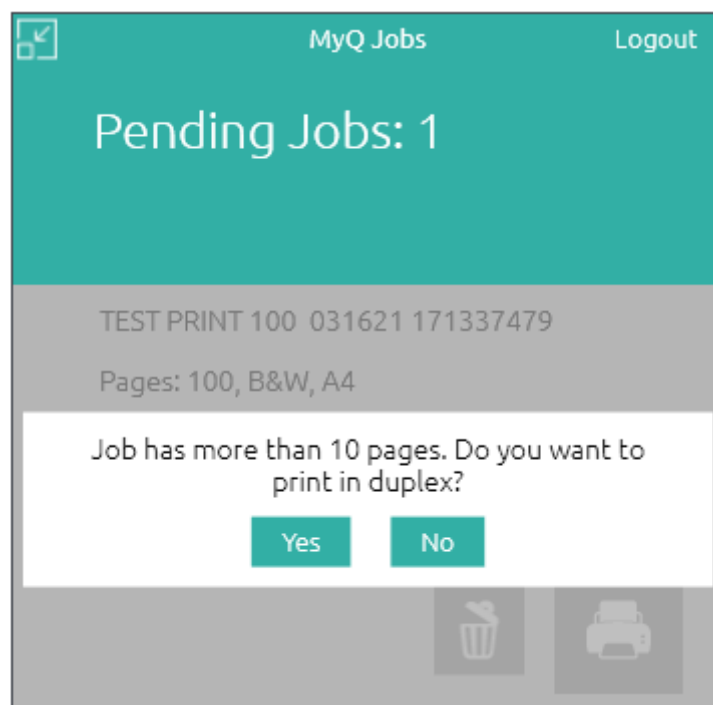 MyQ Jobs Logout
Pending Jobs: 1
TEST PRINT 100 031621 171337479
Pages: 100, B&W, A4
Job has more than 10 pages. Do you want to
print in duplex?
Yes No